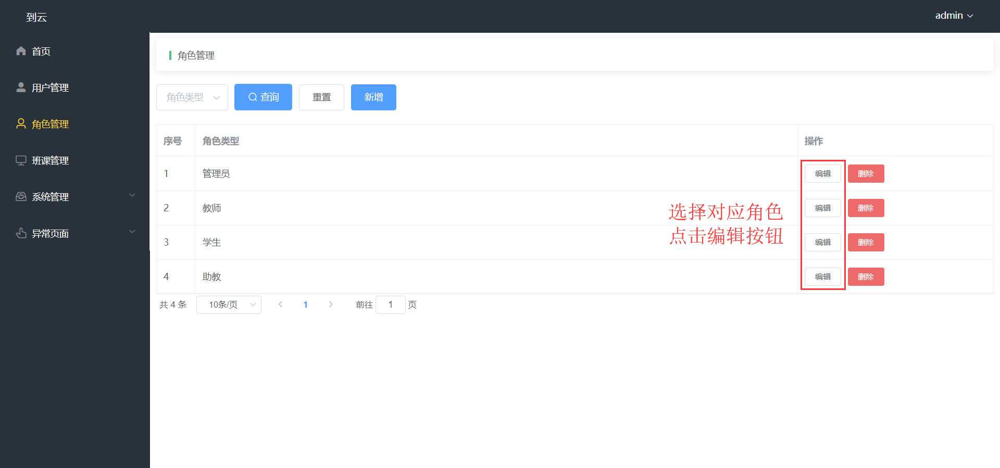 到云
admin
首页
用户管理
角色管理
班课管理
系统管理
异常页面
角色管理
角色类型 查询 重置 新增
序号 角色类型 操作
1 管理员 编辑 删除
2 教师 编辑 删除
3 学生 编辑 删除
4 助教 编辑 删除
选择对应角色
点击编辑按钮
共 4 条 10条/页 1 前往 1 页